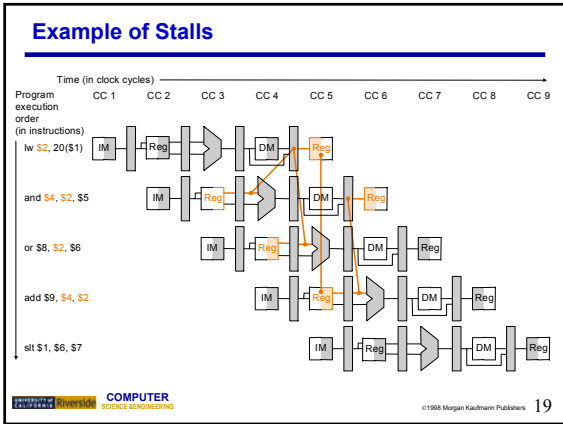 Example of Stalls
Time (in clock cycles)
Program
execution
order
(in instructions)
CC 1 CC 2 CC 3 CC 4 CC 5 CC 6 CC 7 CC 8 CC 9
lw $2, 20($1)
IM Reg DM Reg
and $4, $2, $5
IM Reg DM Reg
or $8, $2, $6
IM Reg DM Reg
add $9, $4, $2
IM Reg DM Reg
slt $1, $6, $7
IM Reg DM Reg
UNIVERSITY of
CALIFORNIA Riverside
COMPUTER
SCIENCE &ENGINEERING
©1998 Morgan Kaufmann Publishers 19